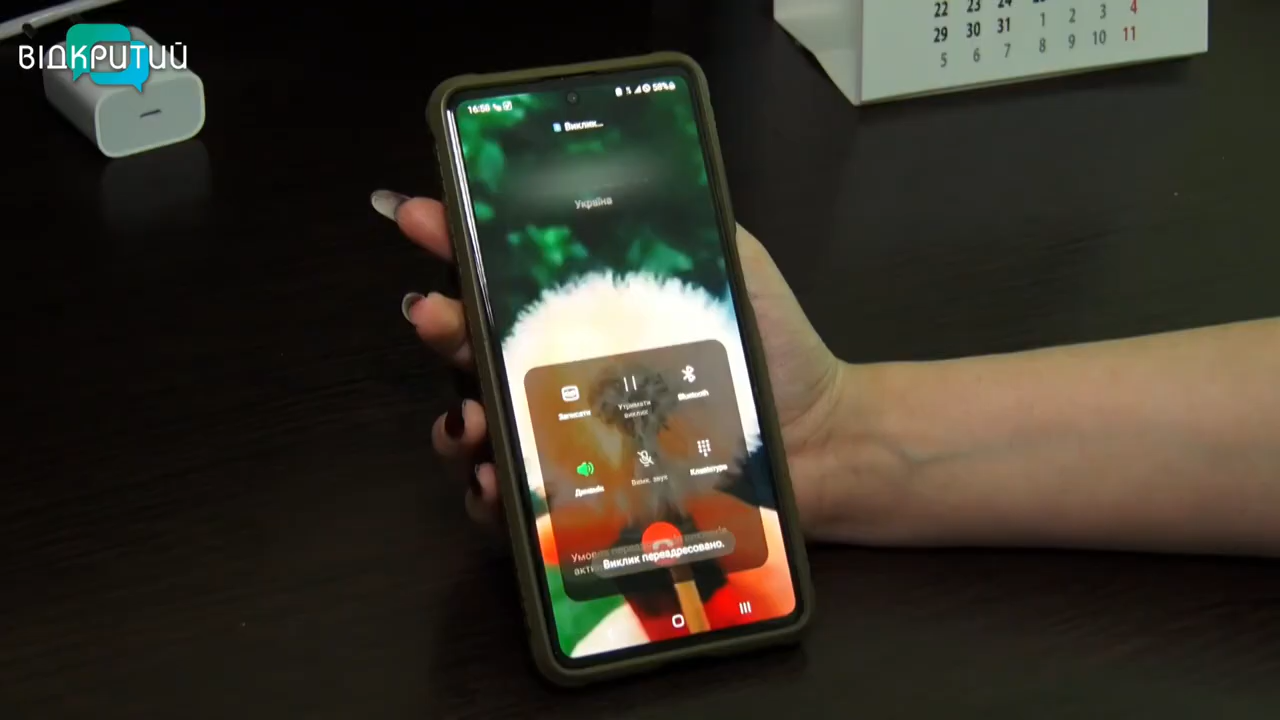 ВІДКРИТИЙ
22 23 24
29 30 31 1 2 3 4
5 6 7 8 9 10 11
16:50
58%
Виклик...
Україна
Записати
Утримати
виклик
Bluetooth
Динамік
Вимк. звук
Клавіатура
Виклик переадресовано.